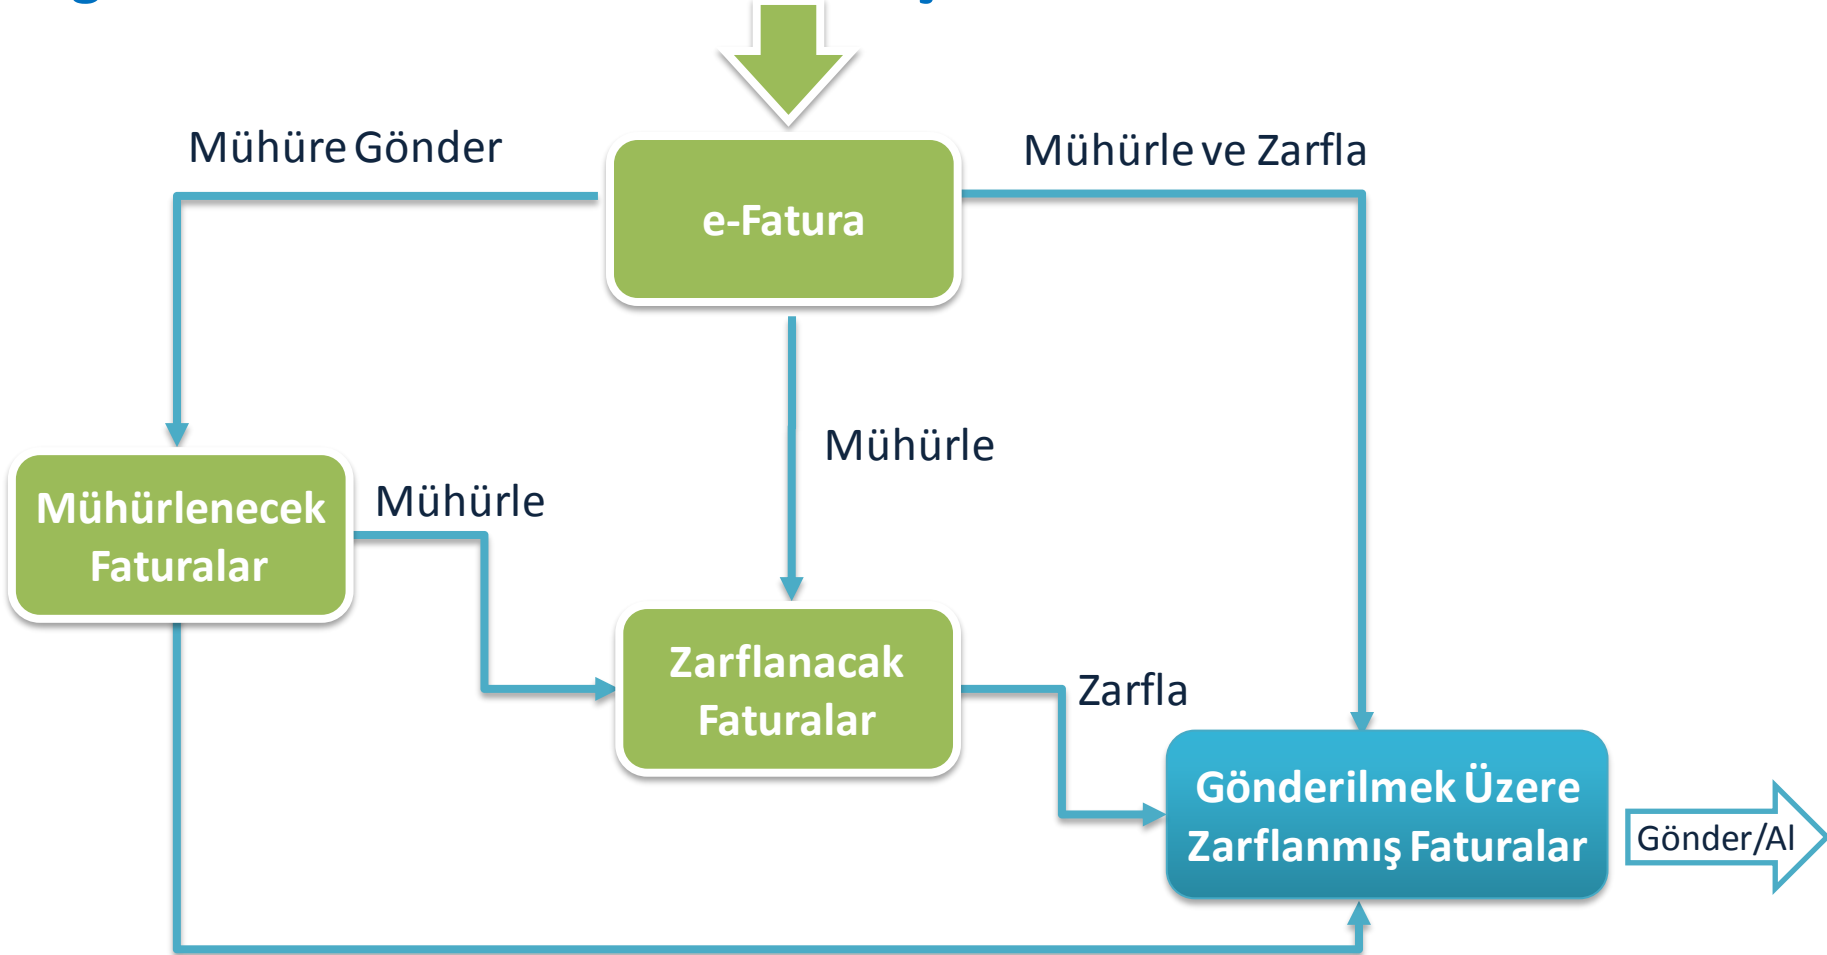 Mühüre Gönder
Mühürle ve Zarfla
e-Fatura
Mühürle
Mühürlenecek
Faturalar
Mühürle
Zarflanacak
Faturalar
Zarfla
Gönderilmek Üzere
Zarflanmış Faturalar
Gönder/Al